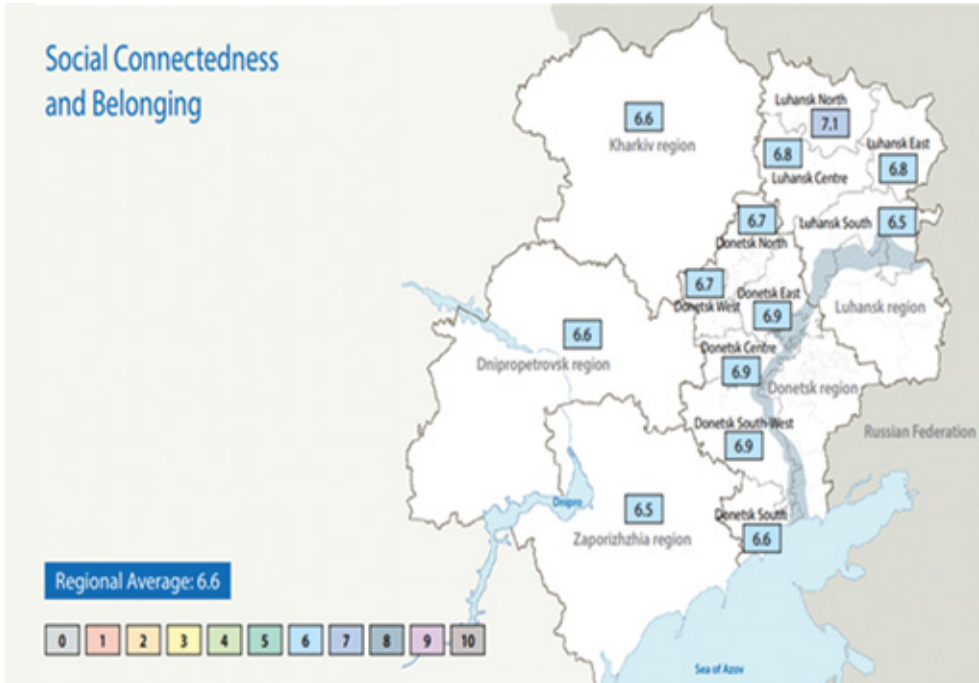 Social Connectedness
and Belonging
Luhansk North
7.1
6.6
Kharkiv region
Luhansk East
6.8
6.8
Luhansk Centre
6.7
Luhansk South
6.5
Donetsk North
6.7
Donetsk East
Donetsk West
6.9
Luhansk region
6.6
Dnipropetrovsk region
Donetsk Centre
6.9
Donetsk region
Donetsk South-West
6.9
Russian Federation
Dnipro
6.5
Zaporizhzhia region
Donetsk South
6.6
Regional Average: 6.6
0 1 2 3 4 5 6 7 8 9 10
Sea of Azov